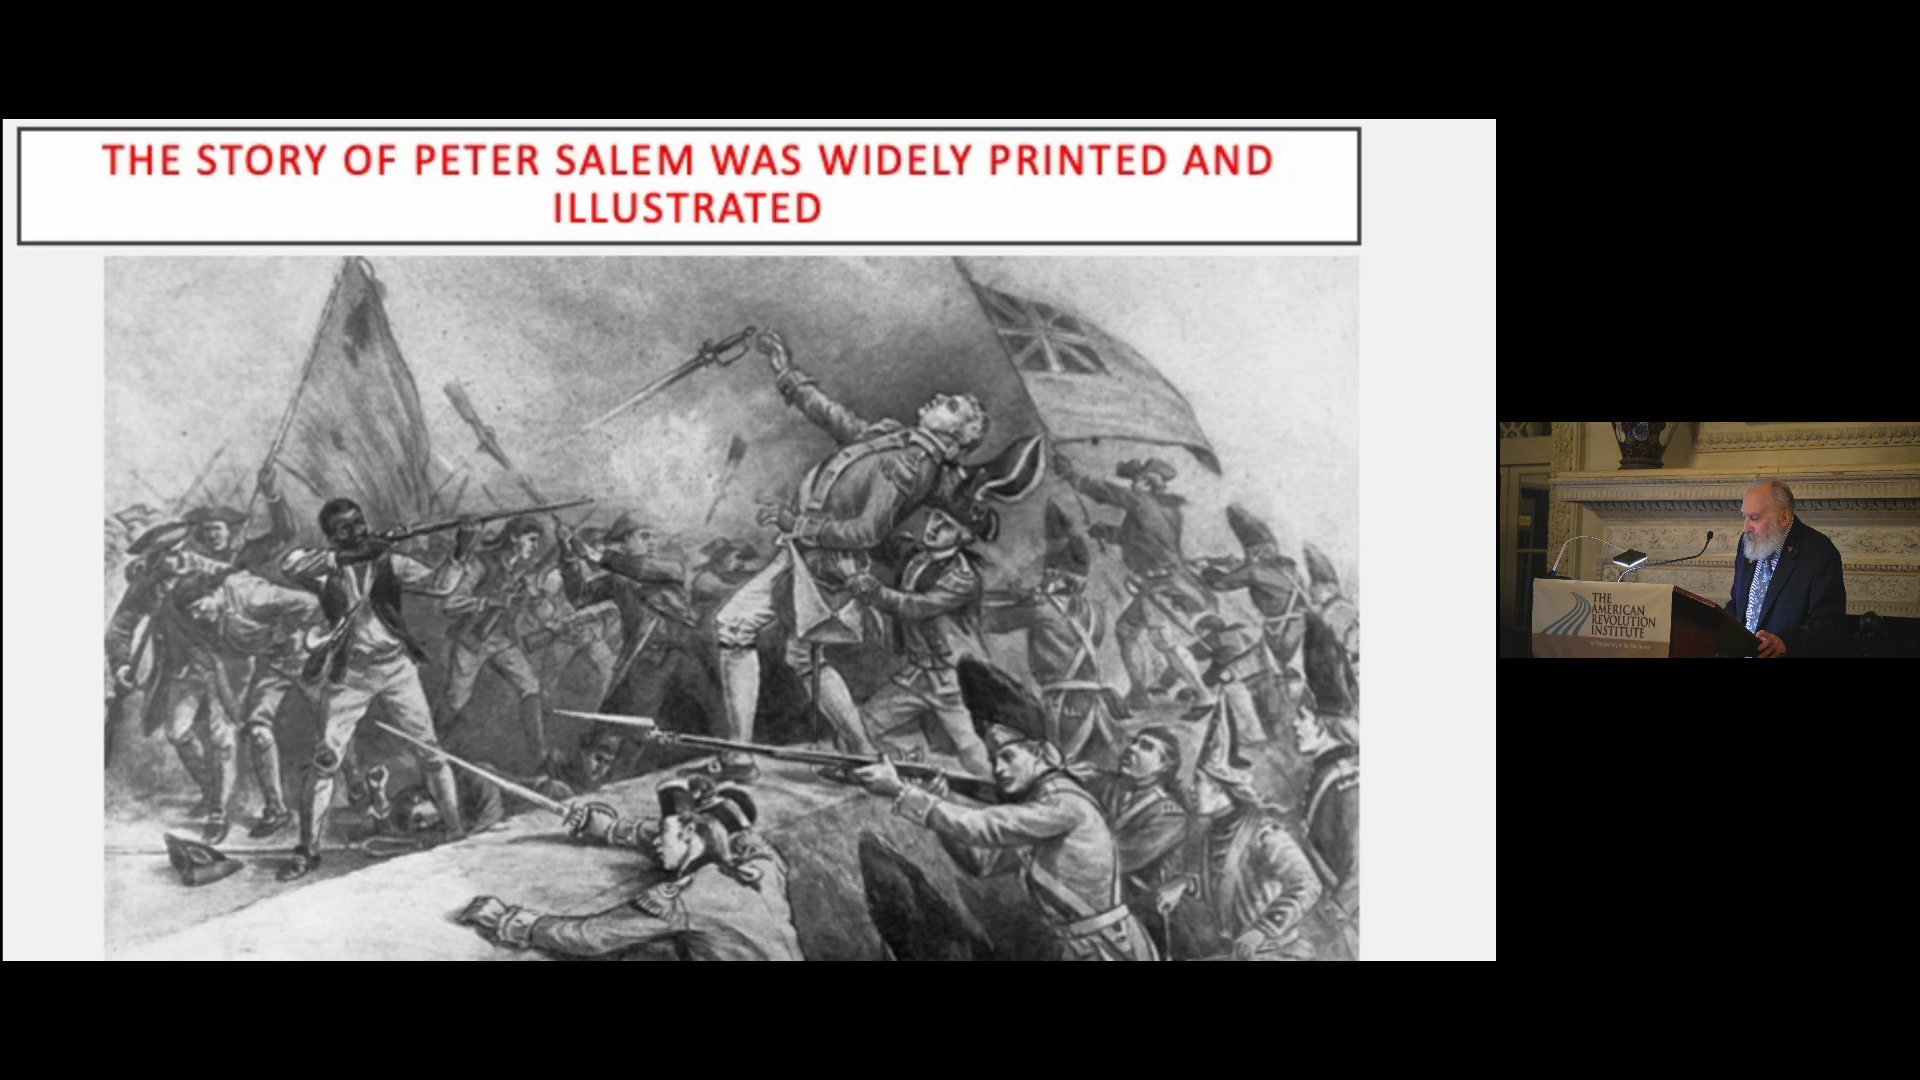 THE STORY OF PETER SALEM WAS WIDELY PRINTED AND
ILLUSTRATED
THE
AMERICAN
REVOLUTION
INSTITUTE